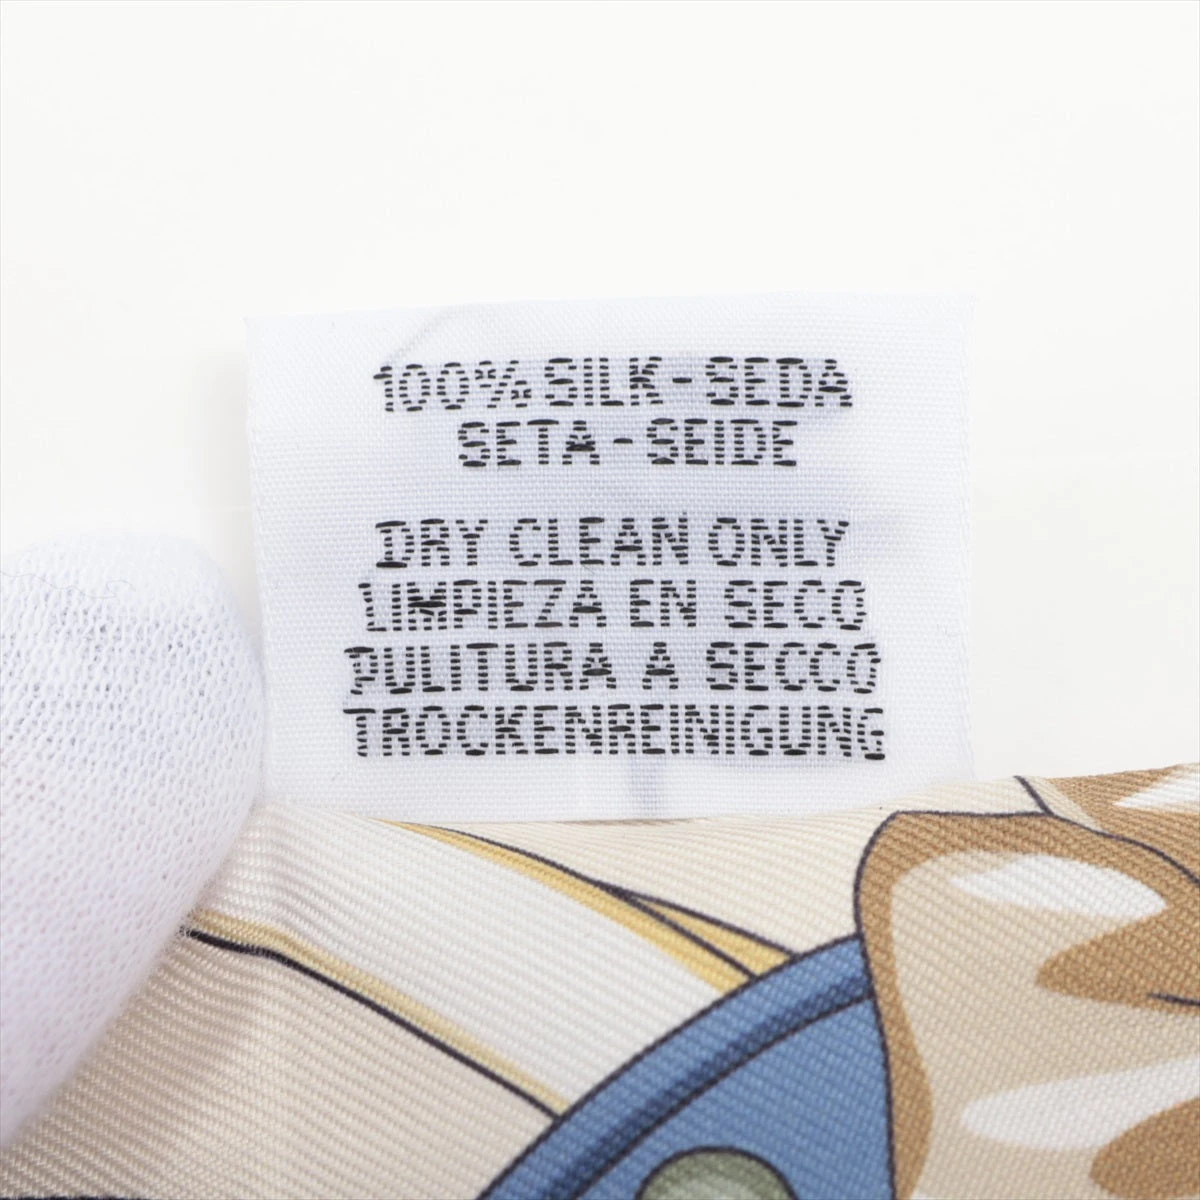 100% SILK - SEDA
SETA - SEIDE
DRY CLEAN ONLY
LIMPIEZA EN SECO
PULITURA A SECCO
TROCKENREINIGUNG